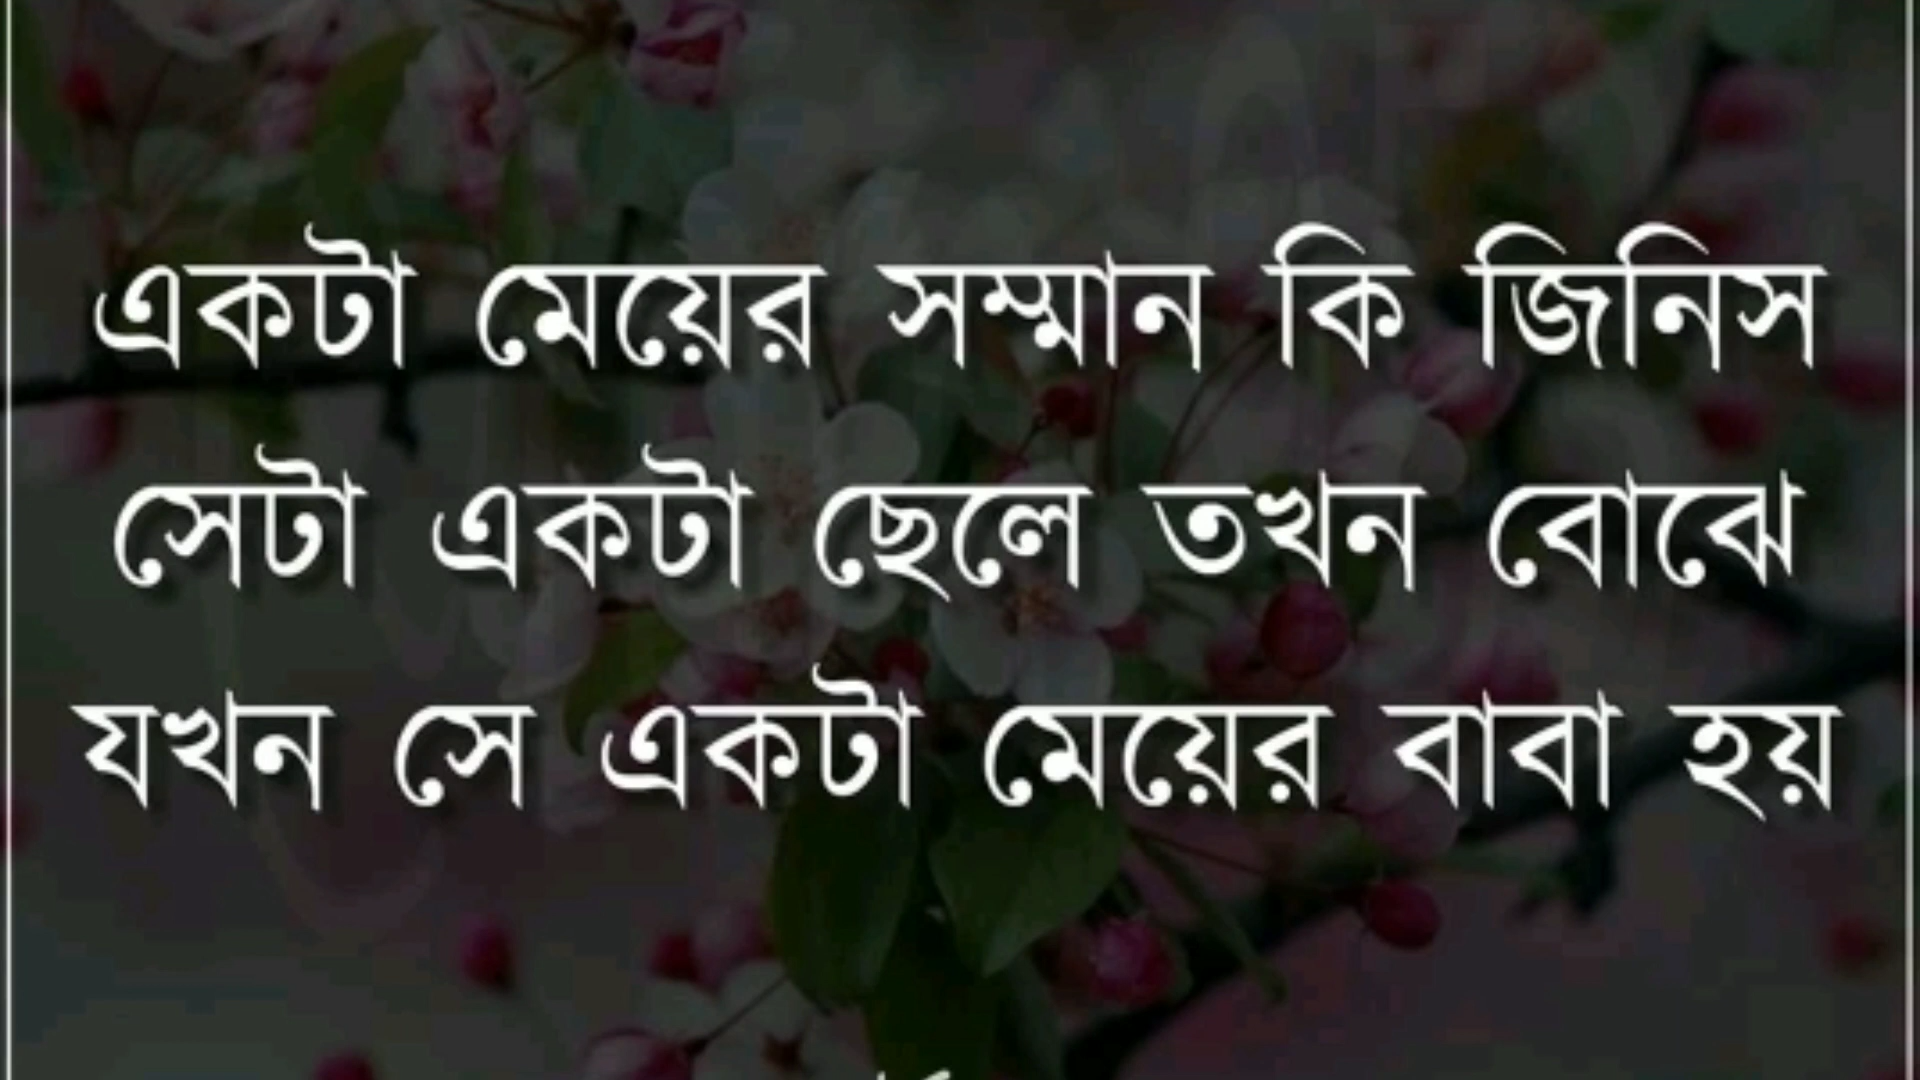 একটা মেয়ের সম্মান কি জিনিস
সেটা একটা ছেলে তখন বোঝে
যখন সে একটা মেয়ের বাবা হয়